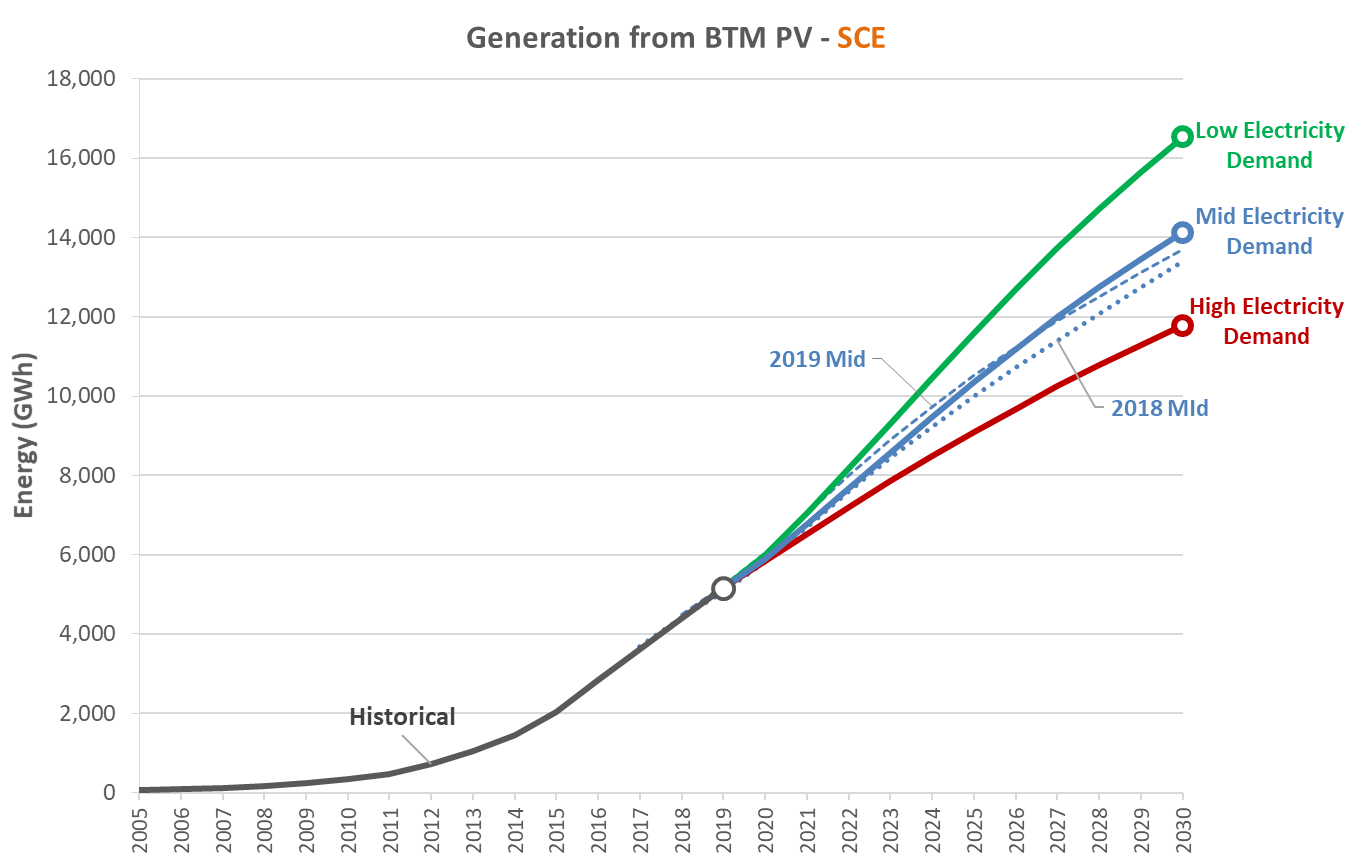 Generation from BTM PV - SCE
Energy (GWh)
18,000
16,000
14,000
12,000
10,000
8,000
6,000
4,000
2,000
0
Low Electricity
Demand
Mid Electricity
Demand
High Electricity
Demand
2019 Mid
2018 MId
Historical
2005 2006 2007 2008 2009 2010 2011 2012 2013 2014 2015 2016 2017 2018 2019 2020 2021 2022 2023 2024 2025 2026 2027 2028 2029 2030